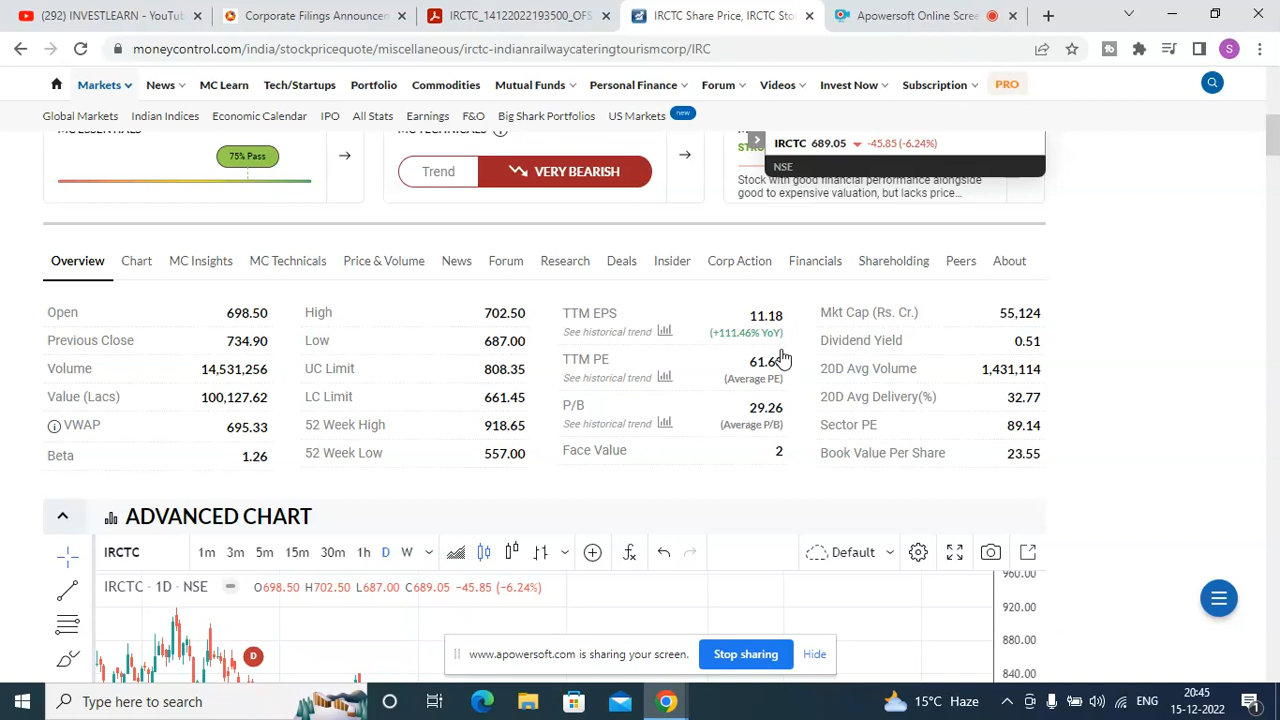 (292) INVESTLEARN - YouTub
Corporate Filings Announcem
IRCTC_14122022193500_OFS
IRCTC Share Price, IRCTC Sto
Apowersoft Online Scree
moneycontrol.com/india/stockpricequote/miscellaneous/irctc-indianrailwaycateringtourismcorp/IRC
S
Markets News MC Learn Tech/Startups Portfolio Commodities Mutual Funds Personal Finance Forum Videos Invest Now Subscription PRO
Global Markets Indian Indices Economic Calendar IPO All Stats Earnings F&O Big Shark Portfolios US Markets new
MC ESSENTIALS
75% Pass
MC TECHNICALS
Trend VERY BEARISH
IRCTC 689.05 -45.85 (-6.24%)
NSE
Stock with good financial performance alongside
good to expensive valuation, but lacks price...
Overview Chart MC Insights MC Technicals Price & Volume News Forum Research Deals Insider Corp Action Financials Shareholding Peers About
Open 698.50
Previous Close 734.90
Volume 14,531,256
Value (Lacs) 100,127.62
VWAP 695.33
Beta 1.26
High 702.50
Low 687.00
UC Limit 808.35
LC Limit 661.45
52 Week High 918.65
52 Week Low 557.00
TTM EPS 11.18
See historical trend (+111.46% YoY)
TTM PE
See historical trend (Average PE)
P/B 29.26
See historical trend (Average P/B)
Face Value 2
Mkt Cap (Rs. Cr.) 55,124
Dividend Yield 0.51
20D Avg Volume 1,431,114
20D Avg Delivery(%) 32.77
Sector PE 89.14
Book Value Per Share 23.55
ADVANCED CHART
IRCTC 1m 3m 5m 15m 30m 1h D W Default
IRCTC · 1D · NSE O698.50 H702.50 L687.00 C689.05 −45.85 (−6.24%)
960.00
920.00
880.00
840.00
D
www.apowersoft.com is sharing your screen. Stop sharing Hide
Type here to search
15°C Haze
ENG
20:45
15-12-2022
1